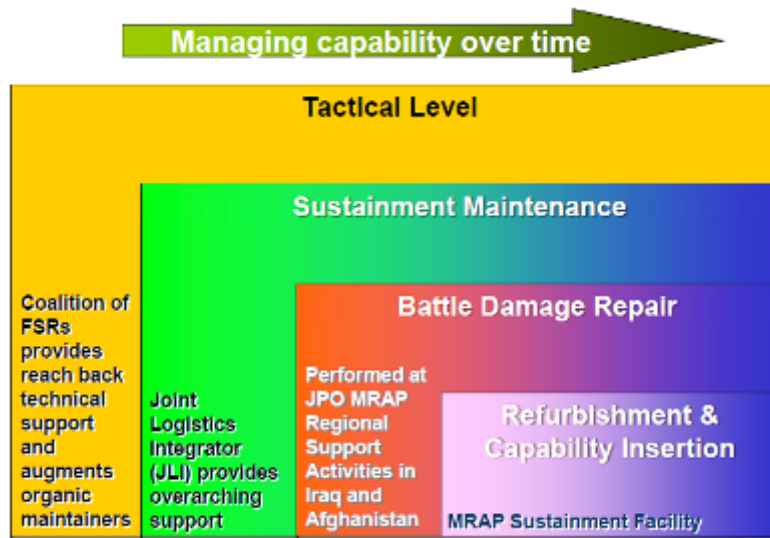 Managing capability over time
Tactical Level
Sustainment Maintenance
Battle Damage Repair
Refurbishment &
Capability Insertion
Coalition of
FSRs
provides
reach back
technical
support
and
augments
organic
maintainers
Joint
Logistics
Integrator
(JLI) provides
overarching
support
Performed at
JPO MRAP
Regional
Support
Activities in
Iraq and
Afghanistan
MRAP Sustainment Facility